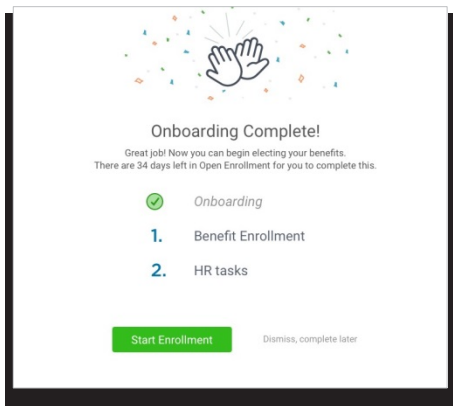 Onboarding Complete!
Great job! Now you can begin electing your benefits.
There are 34 days left in Open Enrollment for you to complete this.
Onboarding
1. Benefit Enrollment
2. HR tasks
Start Enrollment
Dismiss, complete later